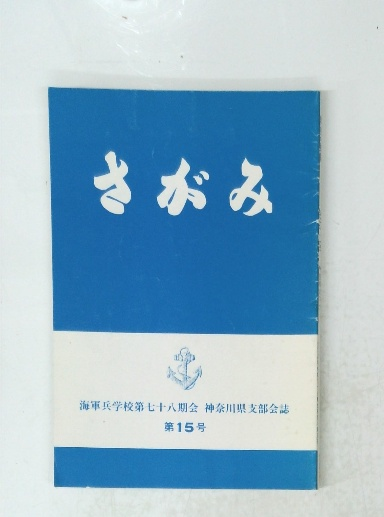 さがみ
海軍兵学校第七十八期会 神奈川県支部会誌
第15号